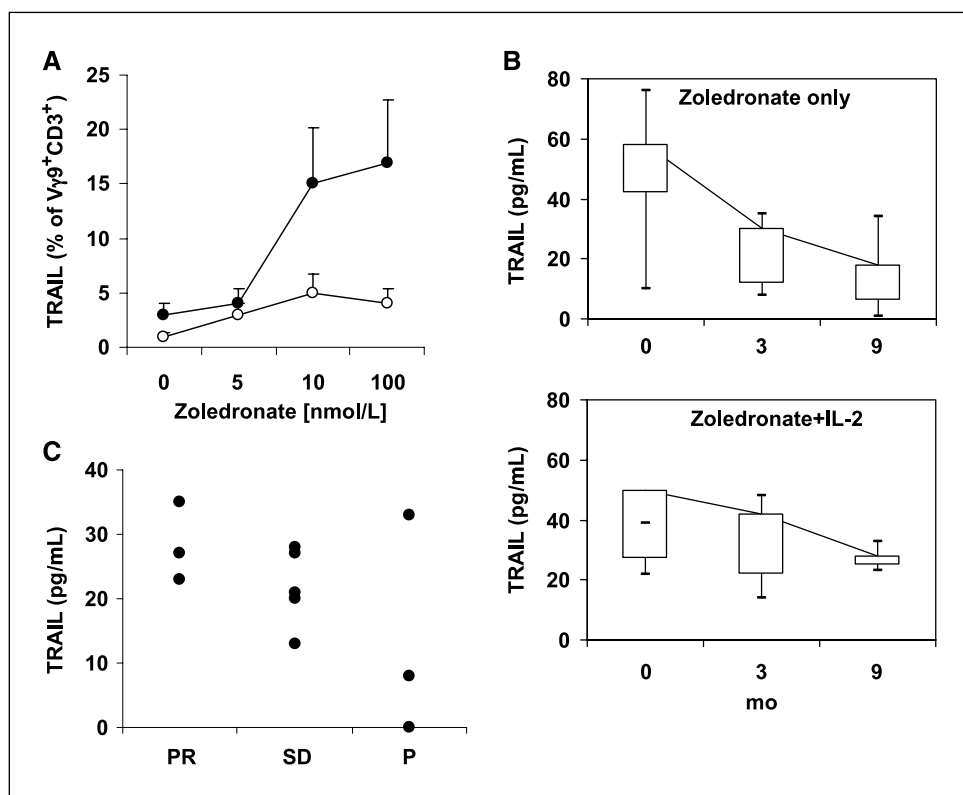 A
25
20
15
10
5
0
TRAIL (% of Vγ9⁺CD3⁺)
0 5 10 100
Zoledronate [nmol/L]
B
80
60
40
20
0
TRAIL (pg/mL)
Zoledronate only
0 3 9
80
60
40
20
0
TRAIL (pg/mL)
Zoledronate+IL-2
0 3 9
mo
C
40
30
20
10
0
TRAIL (pg/mL)
PR SD P